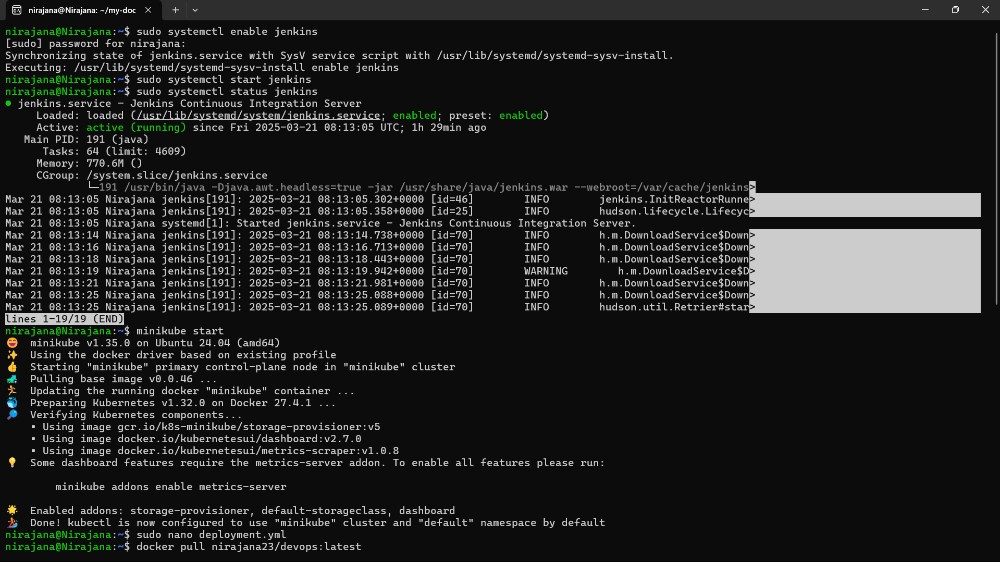 nirajana@Nirajana: ~/my-doc
nirajana@Nirajana:~$ sudo systemctl enable jenkins
[sudo] password for nirajana:
Synchronizing state of jenkins.service with SysV service script with /usr/lib/systemd/systemd-sysv-install.
Executing: /usr/lib/systemd/systemd-sysv-install enable jenkins
nirajana@Nirajana:~$ sudo systemctl start jenkins
nirajana@Nirajana:~$ sudo systemctl status jenkins
● jenkins.service - Jenkins Continuous Integration Server
     Loaded: loaded (/usr/lib/systemd/system/jenkins.service; enabled; preset: enabled)
     Active: active (running) since Fri 2025-03-21 08:13:05 UTC; 1h 29min ago
   Main PID: 191 (java)
      Tasks: 64 (limit: 4609)
     Memory: 770.6M ()
     CGroup: /system.slice/jenkins.service
             └─191 /usr/bin/java -Djava.awt.headless=true -jar /usr/share/java/jenkins.war --webroot=/var/cache/jenkins>
Mar 21 08:13:05 Nirajana jenkins[191]: 2025-03-21 08:13:05.302+0000 [id=46]        INFO        jenkins.InitReactorRunne>
Mar 21 08:13:05 Nirajana jenkins[191]: 2025-03-21 08:13:05.358+0000 [id=25]        INFO        hudson.lifecycle.Lifecyc>
Mar 21 08:13:05 Nirajana systemd[1]: Started jenkins.service - Jenkins Continuous Integration Server.
Mar 21 08:13:14 Nirajana jenkins[191]: 2025-03-21 08:13:14.738+0000 [id=70]        INFO        h.m.DownloadService$Down>
Mar 21 08:13:16 Nirajana jenkins[191]: 2025-03-21 08:13:16.713+0000 [id=70]        INFO        h.m.DownloadService$Down>
Mar 21 08:13:18 Nirajana jenkins[191]: 2025-03-21 08:13:18.443+0000 [id=70]        INFO        h.m.DownloadService$Down>
Mar 21 08:13:19 Nirajana jenkins[191]: 2025-03-21 08:13:19.942+0000 [id=70]        WARNING        h.m.DownloadService$D>
Mar 21 08:13:21 Nirajana jenkins[191]: 2025-03-21 08:13:21.981+0000 [id=70]        INFO        h.m.DownloadService$Down>
Mar 21 08:13:25 Nirajana jenkins[191]: 2025-03-21 08:13:25.088+0000 [id=70]        INFO        h.m.DownloadService$Down>
Mar 21 08:13:25 Nirajana jenkins[191]: 2025-03-21 08:13:25.089+0000 [id=70]        INFO        hudson.util.Retrier#star>
lines 1-19/19 (END)
nirajana@Nirajana:~$ minikube start
😄  minikube v1.35.0 on Ubuntu 24.04 (amd64)
✨  Using the docker driver based on existing profile
👍  Starting "minikube" primary control-plane node in "minikube" cluster
🚜  Pulling base image v0.0.46 ...
🏃  Updating the running docker "minikube" container ...
🐳  Preparing Kubernetes v1.32.0 on Docker 27.4.1 ...
🔎  Verifying Kubernetes components...
    ▪ Using image gcr.io/k8s-minikube/storage-provisioner:v5
    ▪ Using image docker.io/kubernetesui/dashboard:v2.7.0
    ▪ Using image docker.io/kubernetesui/metrics-scraper:v1.0.8
💡  Some dashboard features require the metrics-server addon. To enable all features please run:
        minikube addons enable metrics-server
🌟  Enabled addons: storage-provisioner, default-storageclass, dashboard
🏄  Done! kubectl is now configured to use "minikube" cluster and "default" namespace by default
nirajana@Nirajana:~$ sudo nano deployment.yml
nirajana@Nirajana:~$ docker pull nirajana23/devops:latest